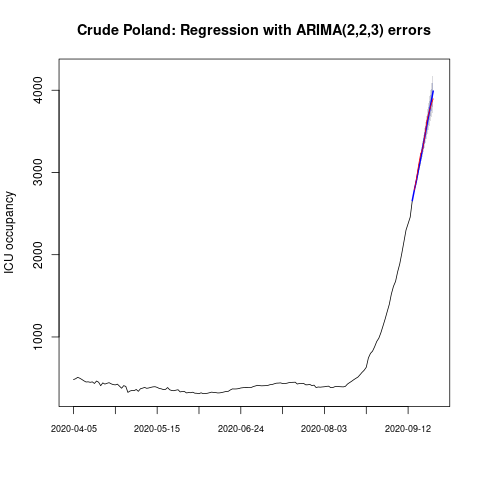 Crude Poland: Regression with ARIMA(2,2,3) errors
4000
3000
2000
1000
ICU occupancy
2020-04-05 2020-05-15 2020-06-24 2020-08-03 2020-09-12